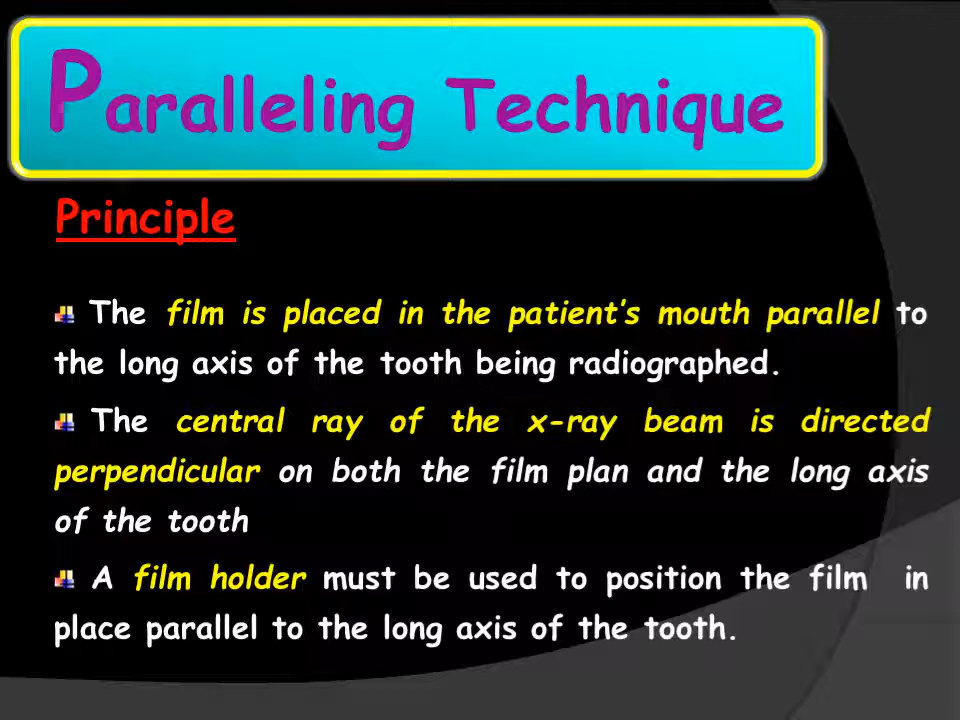 Paralleling Technique
Principle
The film is placed in the patient's mouth parallel to
the long axis of the tooth being radiographed.
The central ray of the x-ray beam is directed
perpendicular on both the film plan and the long axis
of the tooth
A film holder must be used to position the film in
place parallel to the long axis of the tooth.